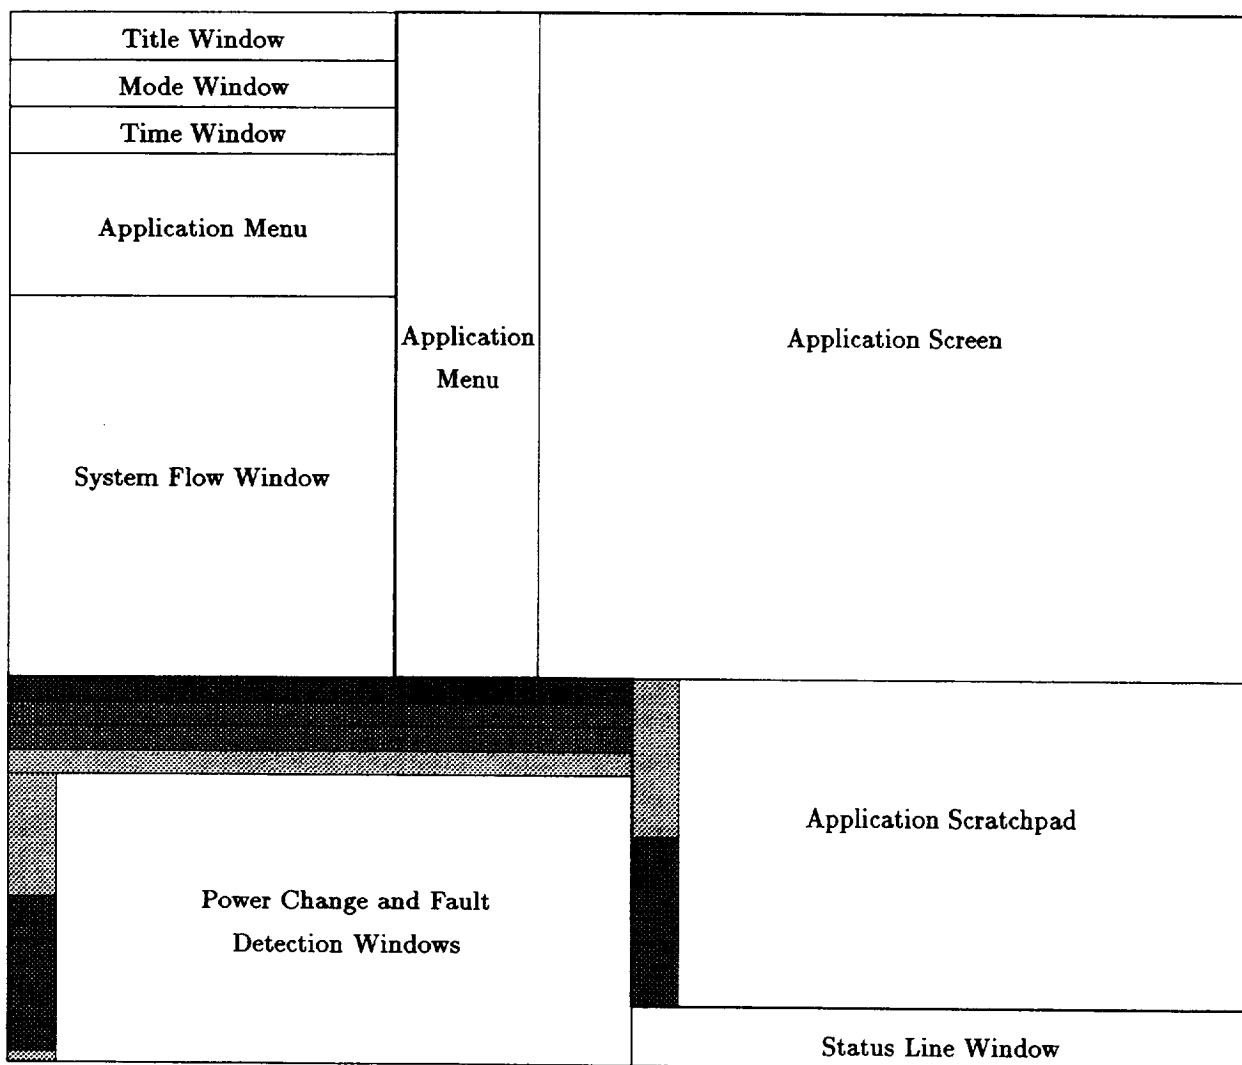 Title Window
Mode Window
Time Window
Application Menu
System Flow Window
Application
Menu
Application Screen
Power Change and Fault
Detection Windows
Application Scratchpad
Status Line Window